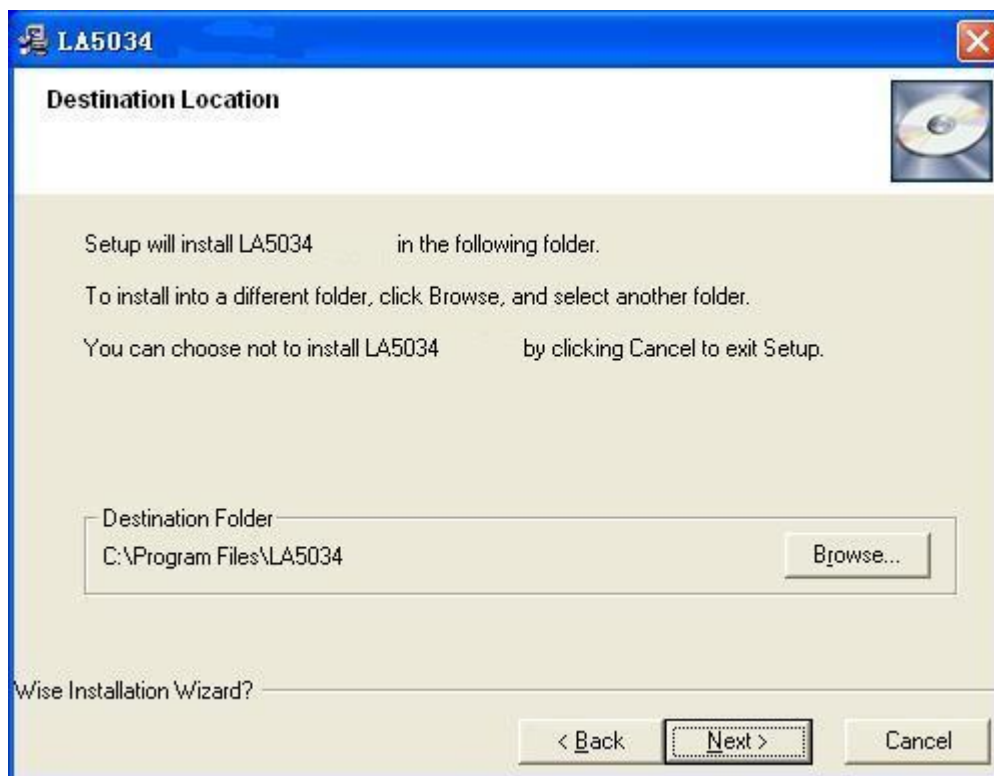 LA5034
Destination Location
Setup will install LA5034 in the following folder.
To install into a different folder, click Browse, and select another folder.
You can choose not to install LA5034 by clicking Cancel to exit Setup.
Destination Folder
C:\Program Files\LA5034
Browse...
Wise Installation Wizard?
< Back
Next >
Cancel